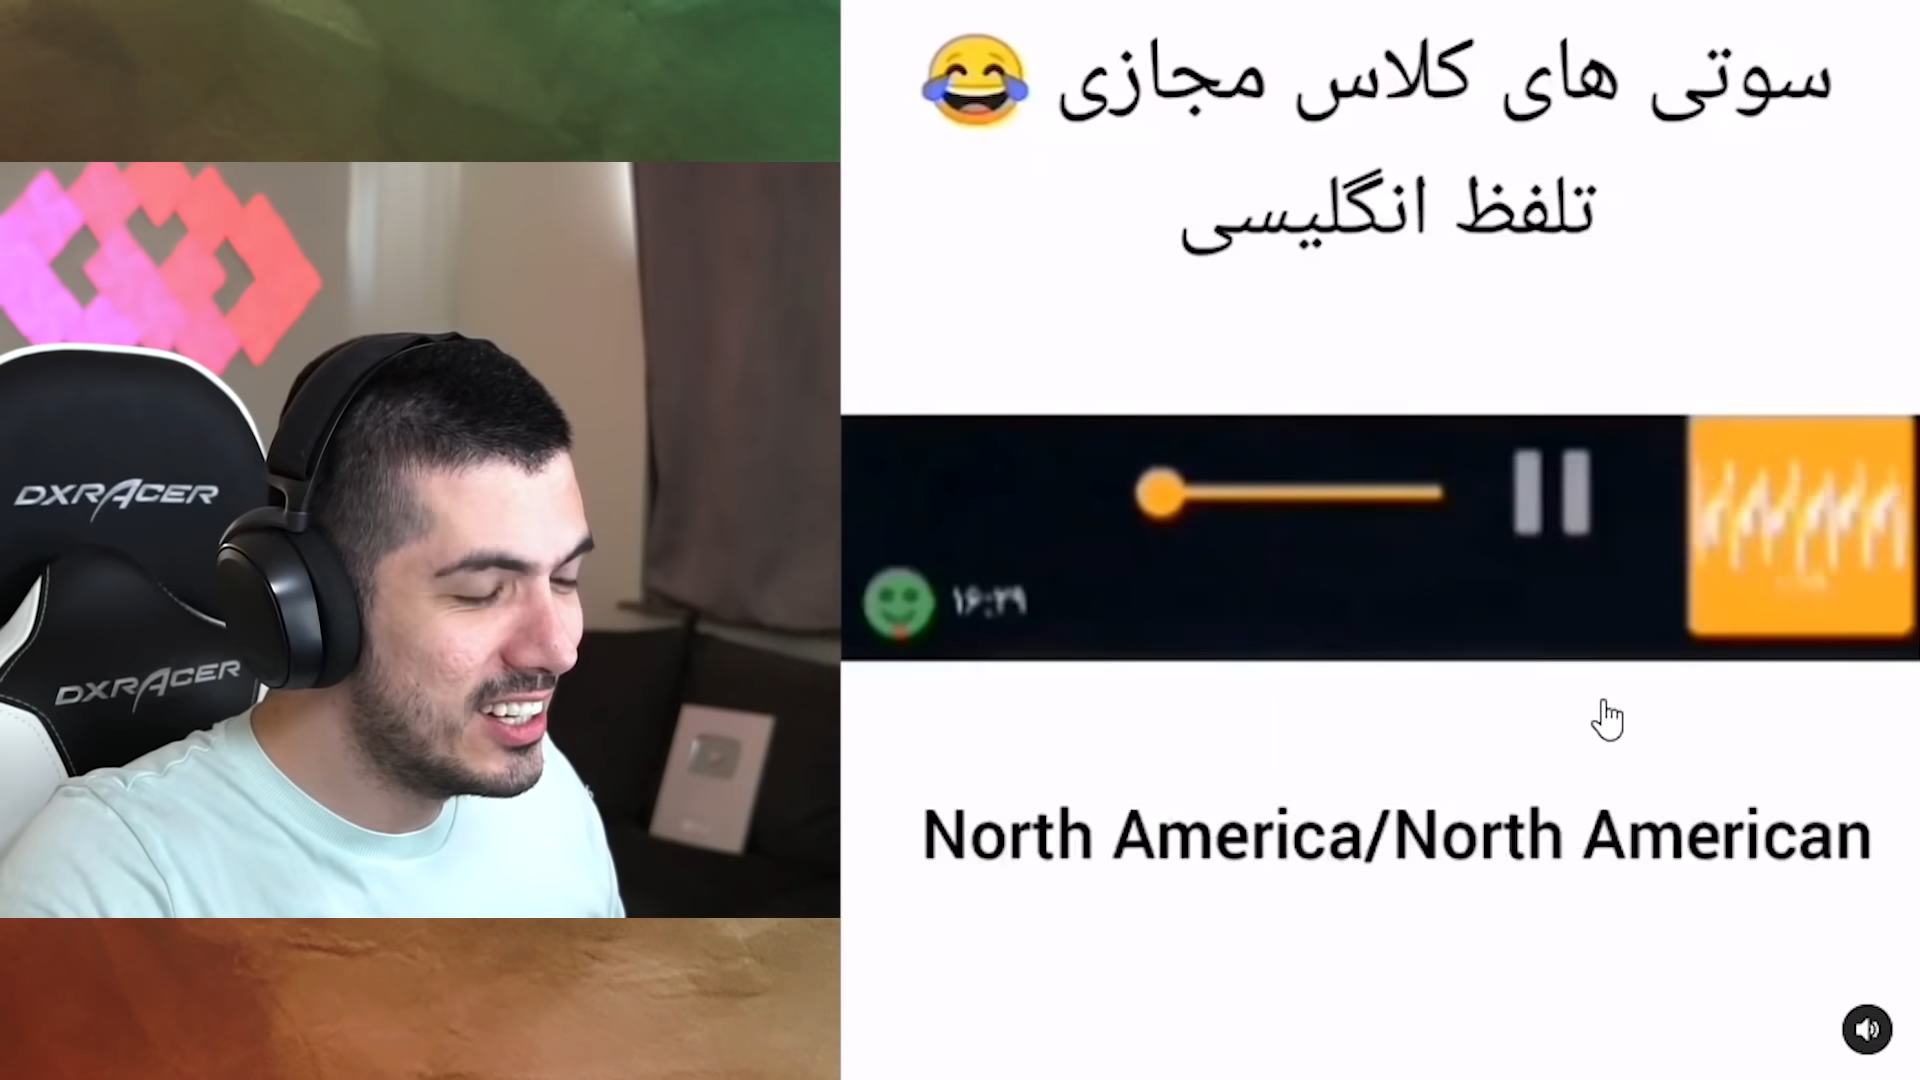 سوتی های کلاس مجازی 😂
تلفظ انگلیسی
DXRACER
DXRACER
۱۶:۲۹
North America/North American